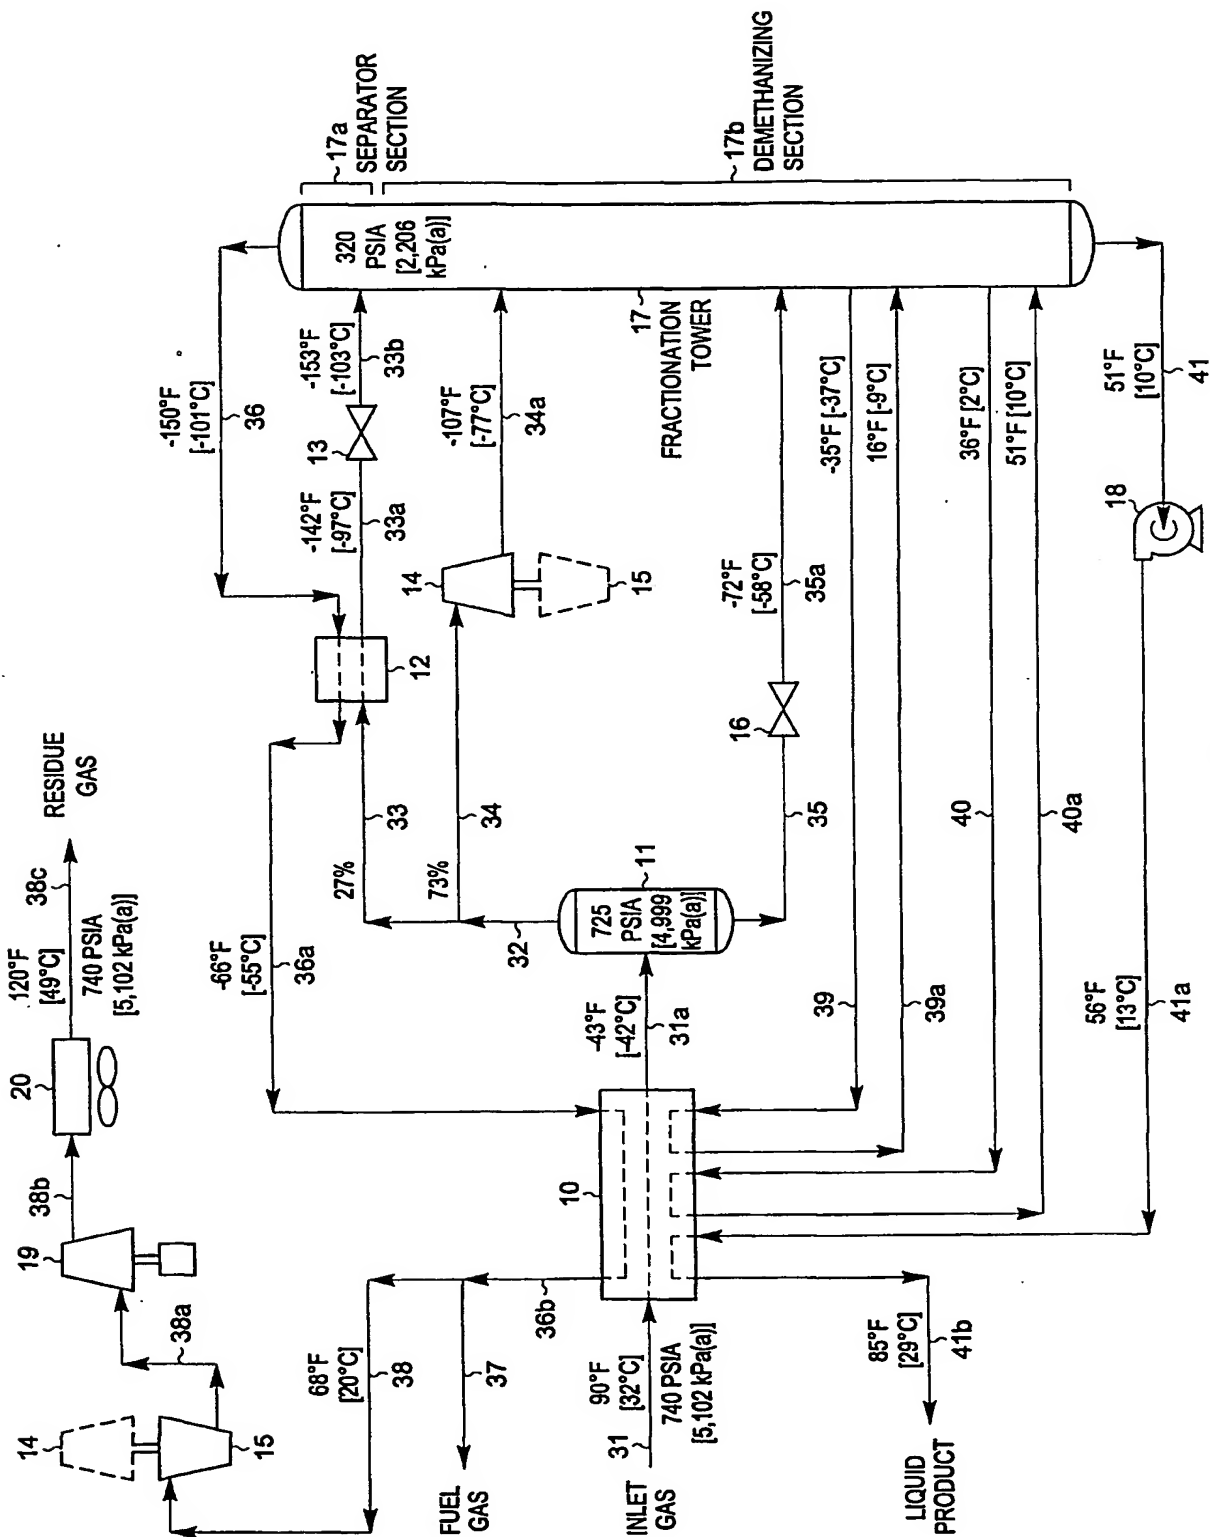 RESIDUE
GAS
120°F
[49°C]
38c
740 PSIA
[5,102 kPa(a)]
20
38b
19
38a
14
15
68°F
[20°C]
38
37
FUEL
GAS
36b
-66°F
[-55°C]
36a
-150°F
[-101°C]
36
12
-142°F
[-97°C]
33a
13
-153°F
[-103°C]
33b
17a
SEPARATOR
SECTION
17b
DEMETHANIZING
SECTION
320
PSIA
[2,206
kPa(a)]
17
FRACTIONATION
TOWER
27%
33
73%
34
14
15
-107°F
[-77°C]
34a
32
11
725
PSIA
[4,999
kPa(a)]
35
16
-72°F
[-58°C]
35a
INLET
GAS
31
90°F
[32°C]
740 PSIA
[5,102 kPa(a)]
10
-43°F
[-42°C]
31a
39
-35°F [-37°C]
39a
16°F [-9°C]
40
36°F [2°C]
40a
51°F [10°C]
51°F
[10°C]
41
18
56°F
[13°C]
41a
85°F
[29°C]
41b
LIQUID
PRODUCT